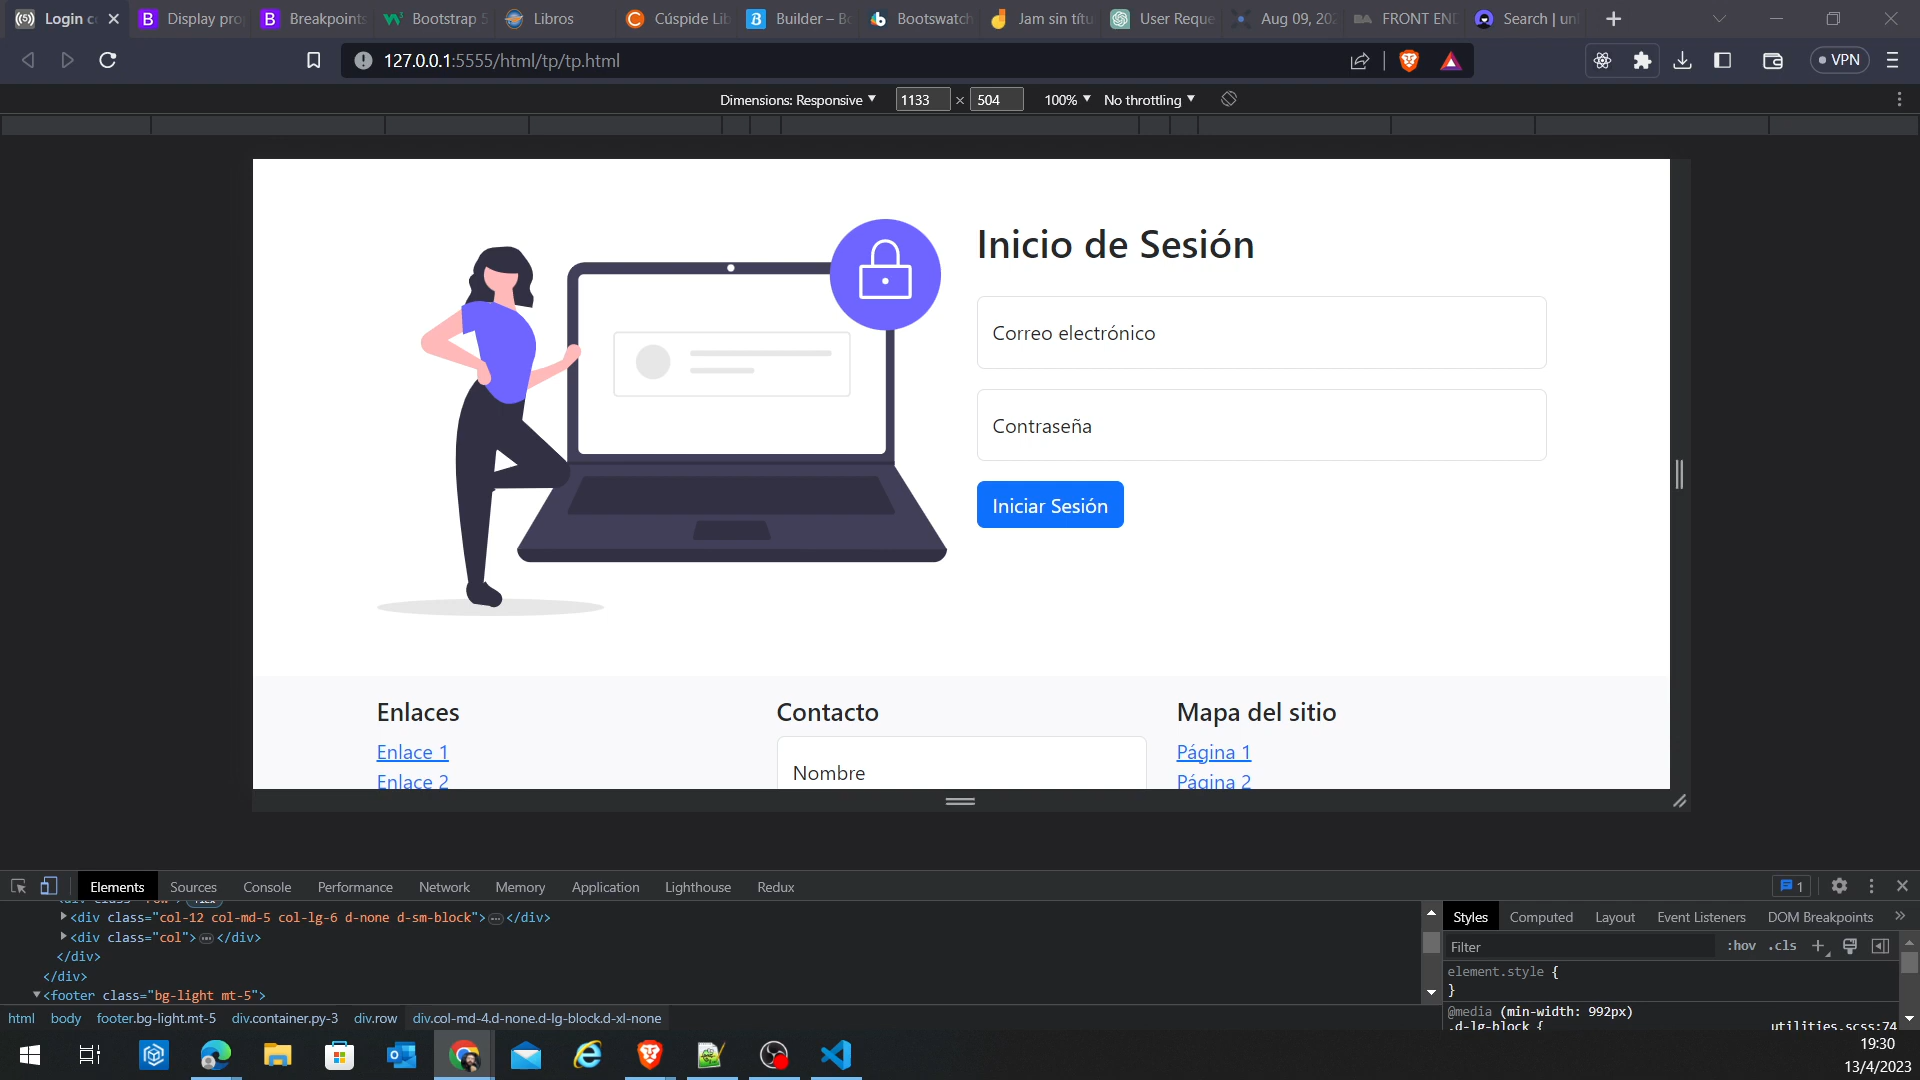 Login c
Display pro
Breakpoints
Bootstrap 5
Libros
Cúspide Lib
Builder – Bo
Bootswatch
Jam sin títu
User Reque
Aug 09, 202
FRONT END
Search | un
127.0.0.1:5555/html/tp/tp.html
VPN
Dimensions: Responsive
1133 × 504
100%
No throttling
Inicio de Sesión
Correo electrónico
Contraseña
Iniciar Sesión
Enlaces
Contacto
Mapa del sitio
Enlace 1
Página 1
Nombre
Enlace 2
Página 2
Elements
Sources
Console
Performance
Network
Memory
Application
Lighthouse
Redux
1
<div class="col-12 col-md-5 col-lg-6 d-none d-sm-block"> … </div>
<div class="col"> … </div>
</div>
</div>
<footer class="bg-light mt-5">
html body footer.bg-light.mt-5 div.container.py-3 div.row div.col-md-4.d-none.d-lg-block.d-xl-none
Styles
Computed
Layout
Event Listeners
DOM Breakpoints
Filter
:hov .cls
element.style {
}
@media (min-width: 992px)
.d-lg-block {
utilities.scss:74
19:30
13/4/2023